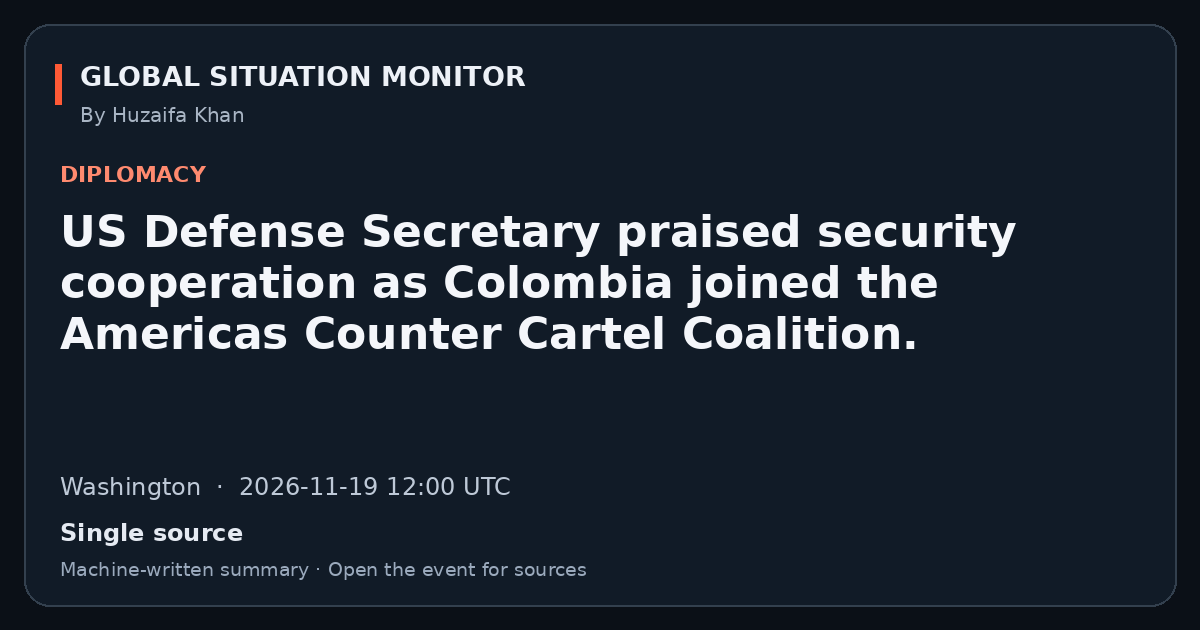 GLOBAL SITUATION MONITOR
By Huzaifa Khan
DIPLOMACY
US Defense Secretary praised security
cooperation as Colombia joined the
Americas Counter Cartel Coalition.
Washington · 2026-11-19 12:00 UTC
Single source
Machine-written summary · Open the event for sources